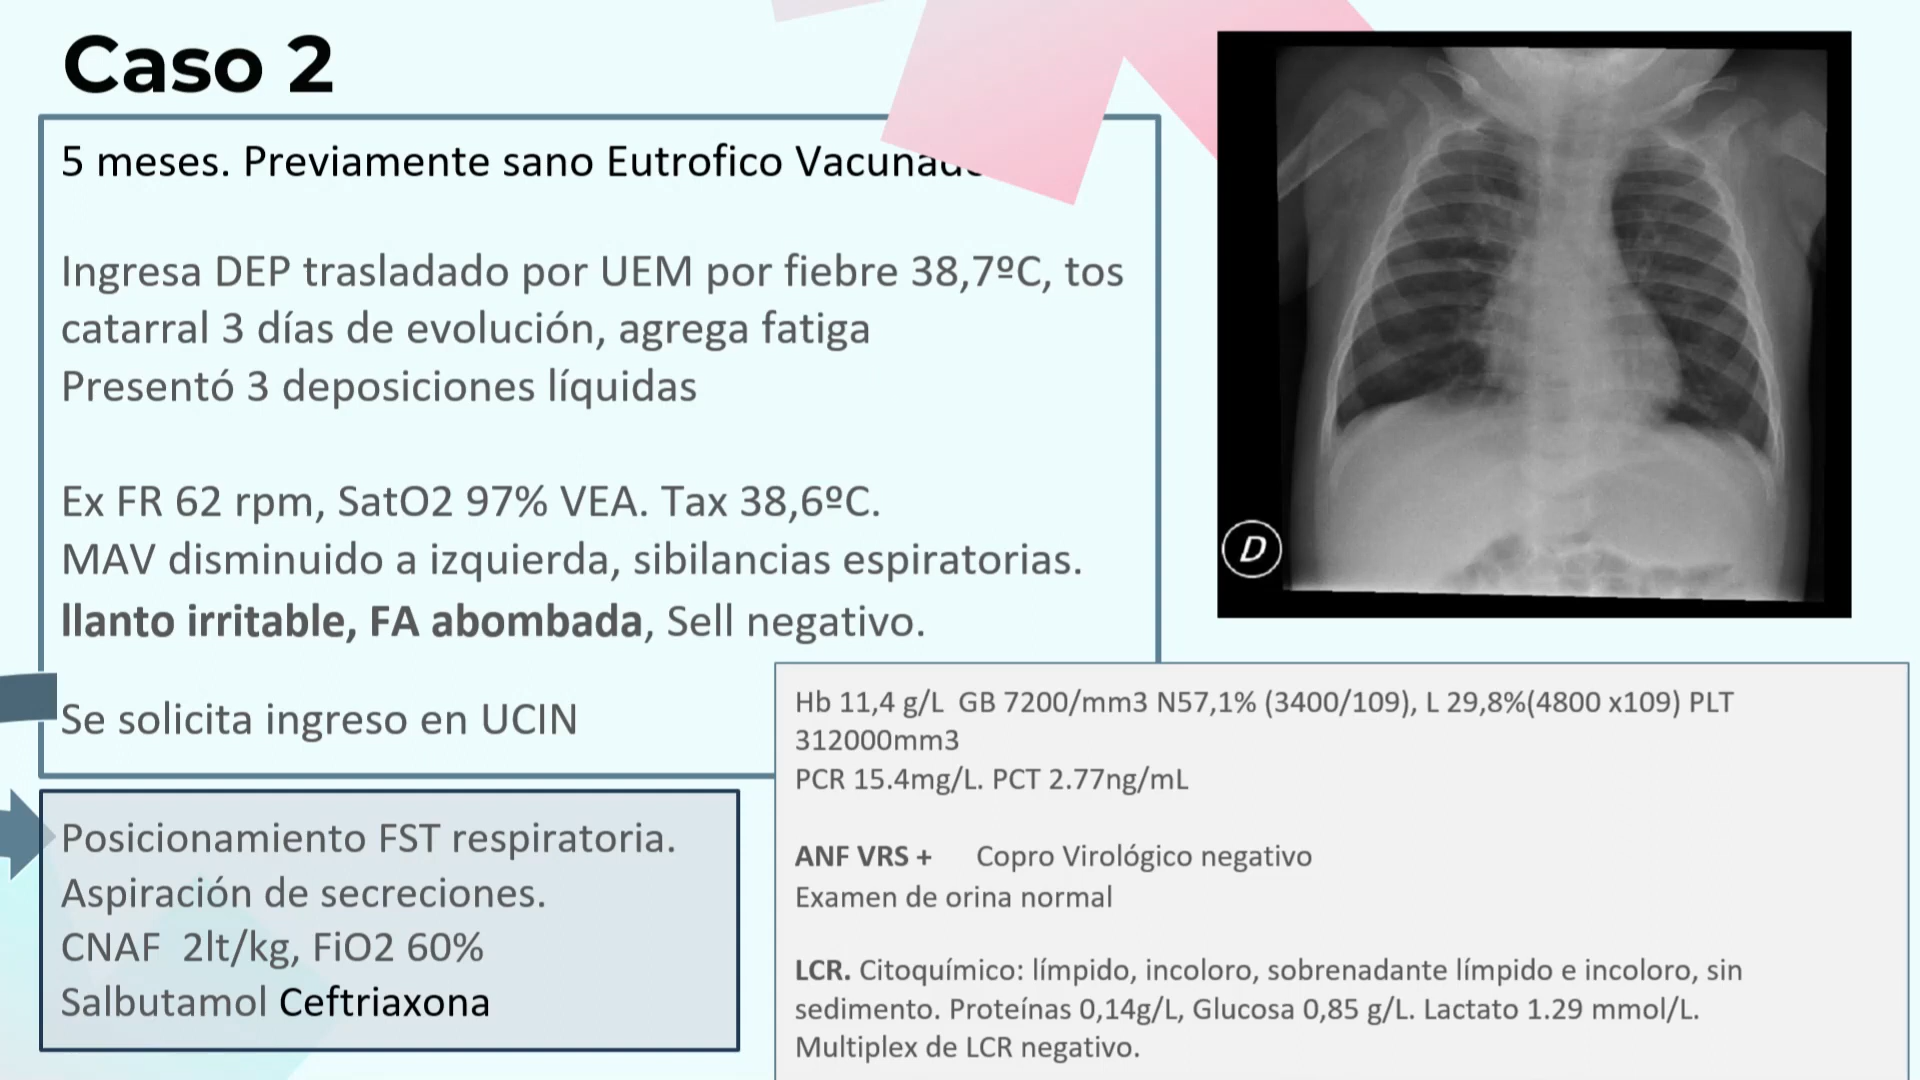 Caso 2
5 meses. Previamente sano Eutrofico
Ingresa DEP trasladado por UEM por fiebre 38,7ºC, tos
catarral 3 días de evolución, agrega fatiga
Presentó 3 deposiciones líquidas
Ex FR 62 rpm, SatO2 97% VEA. Tax 38,6ºC.
MAV disminuido a izquierda, sibilancias espiratorias.
llanto irritable, FA abombada, Sell negativo.
Se solicita ingreso en UCIN
Posicionamiento FST respiratoria.
Aspiración de secreciones.
CNAF 2lt/kg, FiO2 60%
Salbutamol Ceftriaxona
D
Hb 11,4 g/L GB 7200/mm3 N57,1% (3400/109), L 29,8%(4800 x109) PLT
312000mm3
PCR 15.4mg/L. PCT 2.77ng/mL
ANF VRS + Copro Virológico negativo
Examen de orina normal
LCR. Citoquímico: límpido, incoloro, sobrenadante límpido e incoloro, sin
sedimento. Proteínas 0,14g/L, Glucosa 0,85 g/L. Lactato 1.29 mmol/L.
Multiplex de LCR negativo.